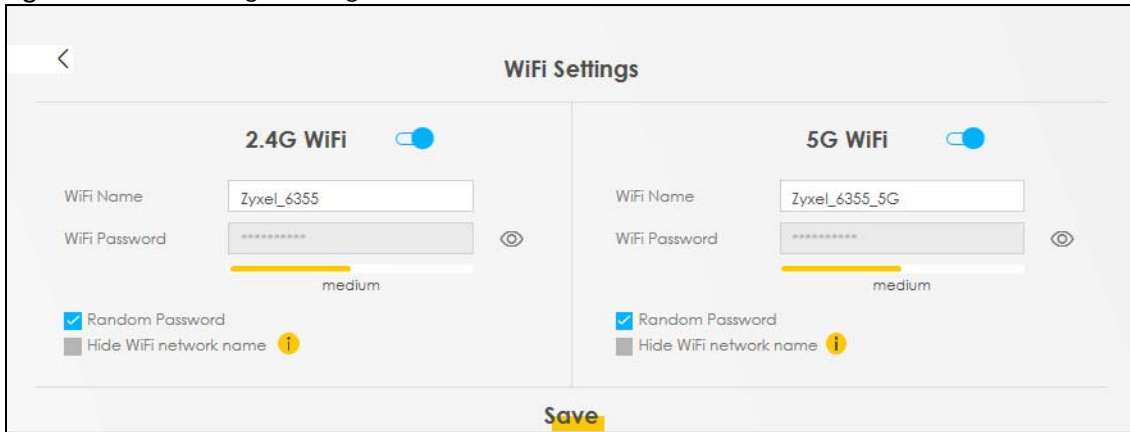 WiFi Settings
2.4G WiFi
WiFi Name Zyxel_6355
WiFi Password **********
medium
Random Password
Hide WiFi network name i
5G WiFi
WiFi Name Zyxel_6355_5G
WiFi Password **********
medium
Random Password
Hide WiFi network name i
Save